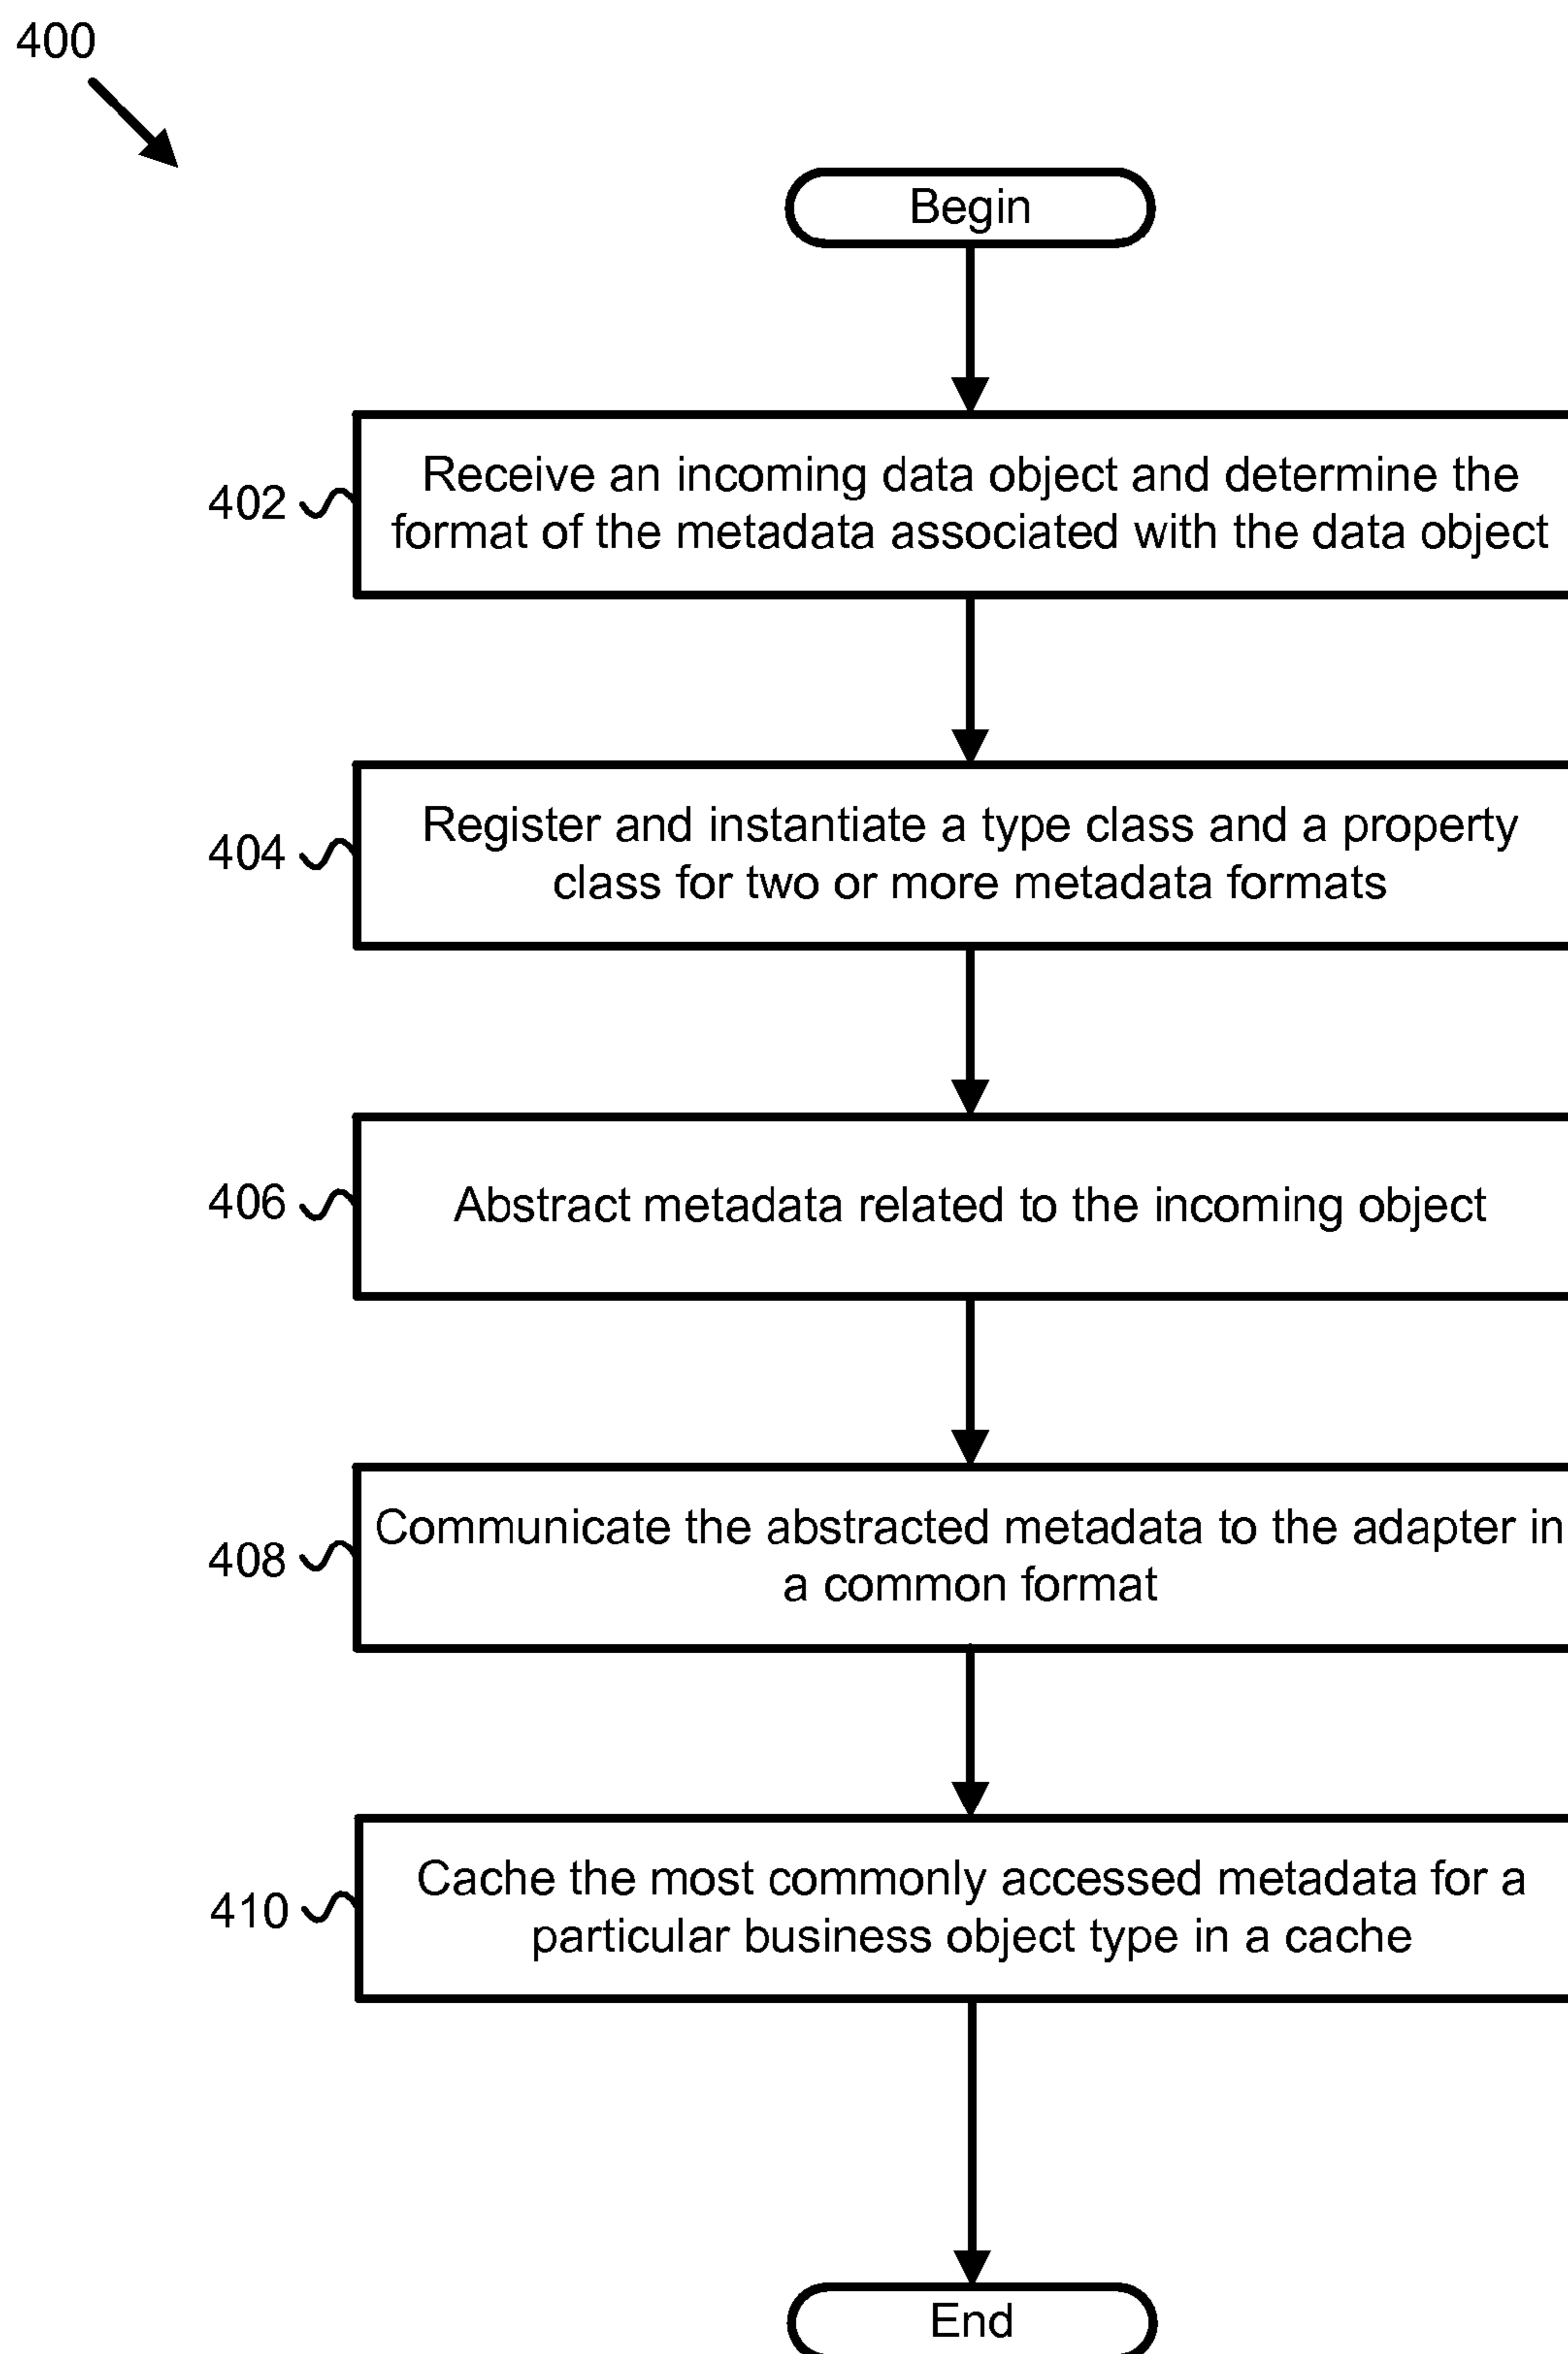 400
Begin
402
Receive an incoming data object and determine the
format of the metadata associated with the data object
404
Register and instantiate a type class and a property
class for two or more metadata formats
406
Abstract metadata related to the incoming object
408
Communicate the abstracted metadata to the adapter in
a common format
410
Cache the most commonly accessed metadata for a
particular business object type in a cache
End